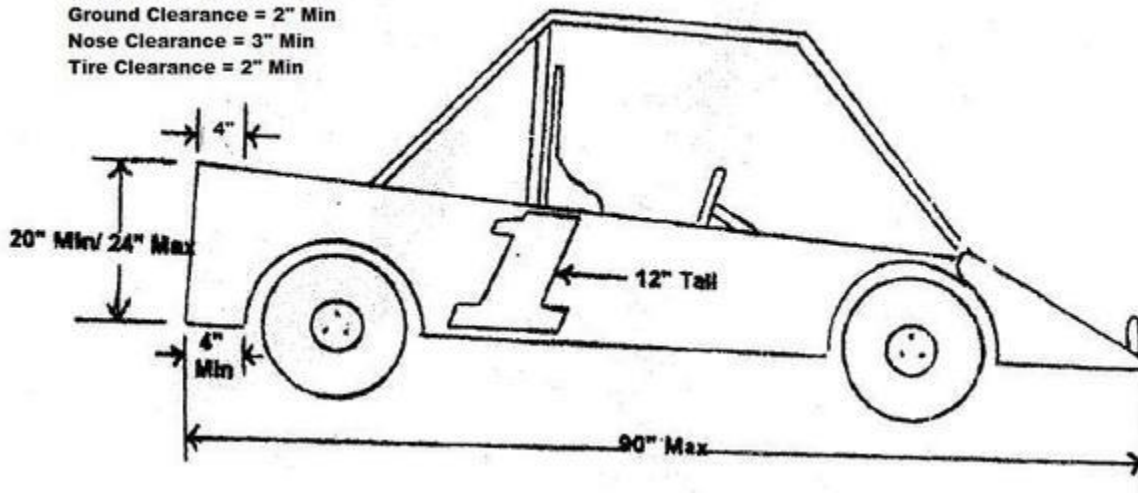 Ground Clearance = 2" Min
Nose Clearance = 3" Min
Tire Clearance = 2" Min
4"
20" Min/ 24" Max
1
12" Tall
4"
Min
90" Max